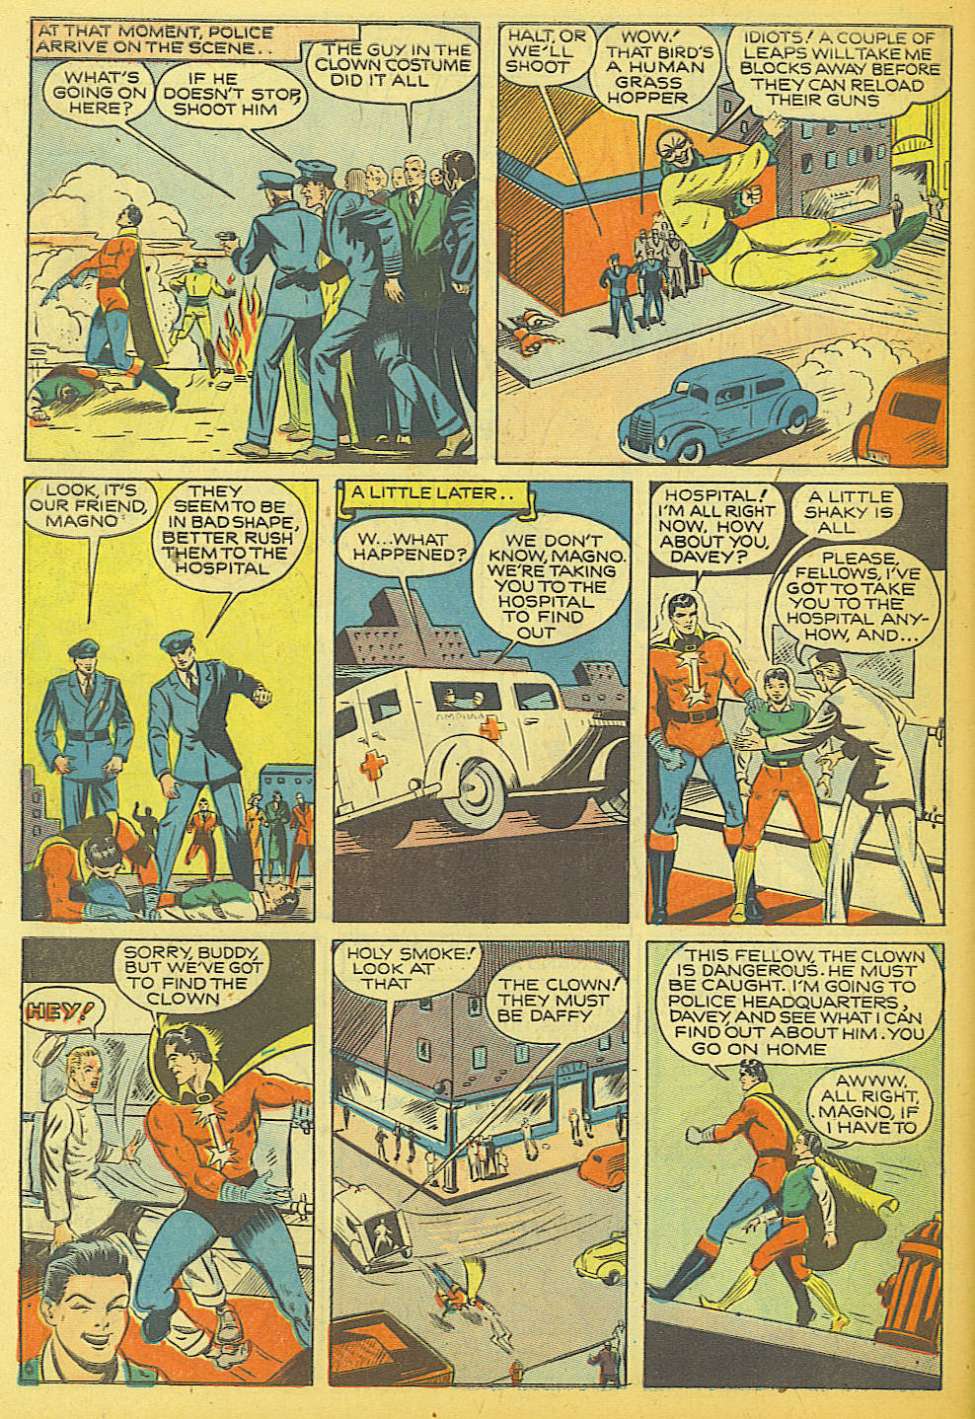 AT THAT MOMENT, POLICE
ARRIVE ON THE SCENE..
WHAT'S
GOING ON
HERE?
IF HE
DOESN'T STOP,
SHOOT HIM
THE GUY IN THE
CLOWN COSTUME
DID IT ALL
HALT, OR
WE'LL
SHOOT
WOW!
THAT BIRD'S
A HUMAN
GRASS
HOPPER
IDIOTS! A COUPLE OF
LEAPS WILL TAKE ME
BLOCKS AWAY BEFORE
THEY CAN RELOAD
THEIR GUNS
LOOK, IT'S
OUR FRIEND,
MAGNO
THEY
SEEM TO BE
IN BAD SHAPE,
BETTER RUSH
THEM TO THE
HOSPITAL
A LITTLE LATER..
W...WHAT
HAPPENED?
WE DON'T
KNOW, MAGNO.
WE'RE TAKING
YOU TO THE
HOSPITAL
TO FIND
OUT
HOSPITAL!
I'M ALL RIGHT
NOW, HOW
ABOUT YOU,
DAVEY?
A LITTLE
SHAKY IS
ALL
PLEASE,
FELLOWS, I'VE
GOT TO TAKE
YOU TO THE
HOSPITAL ANY-
HOW, AND...
HEY!
SORRY, BUDDY,
BUT WE'VE GOT
TO FIND THE
CLOWN
HOLY SMOKE!
LOOK AT
THAT
THE CLOWN!
THEY MUST
BE DAFFY
THIS FELLOW, THE CLOWN
IS DANGEROUS. HE MUST
BE CAUGHT. I'M GOING TO
POLICE HEADQUARTERS,
DAVEY, AND SEE WHAT I CAN
FIND OUT ABOUT HIM. YOU
GO ON HOME
AWWW,
ALL RIGHT,
MAGNO, IF
I HAVE TO